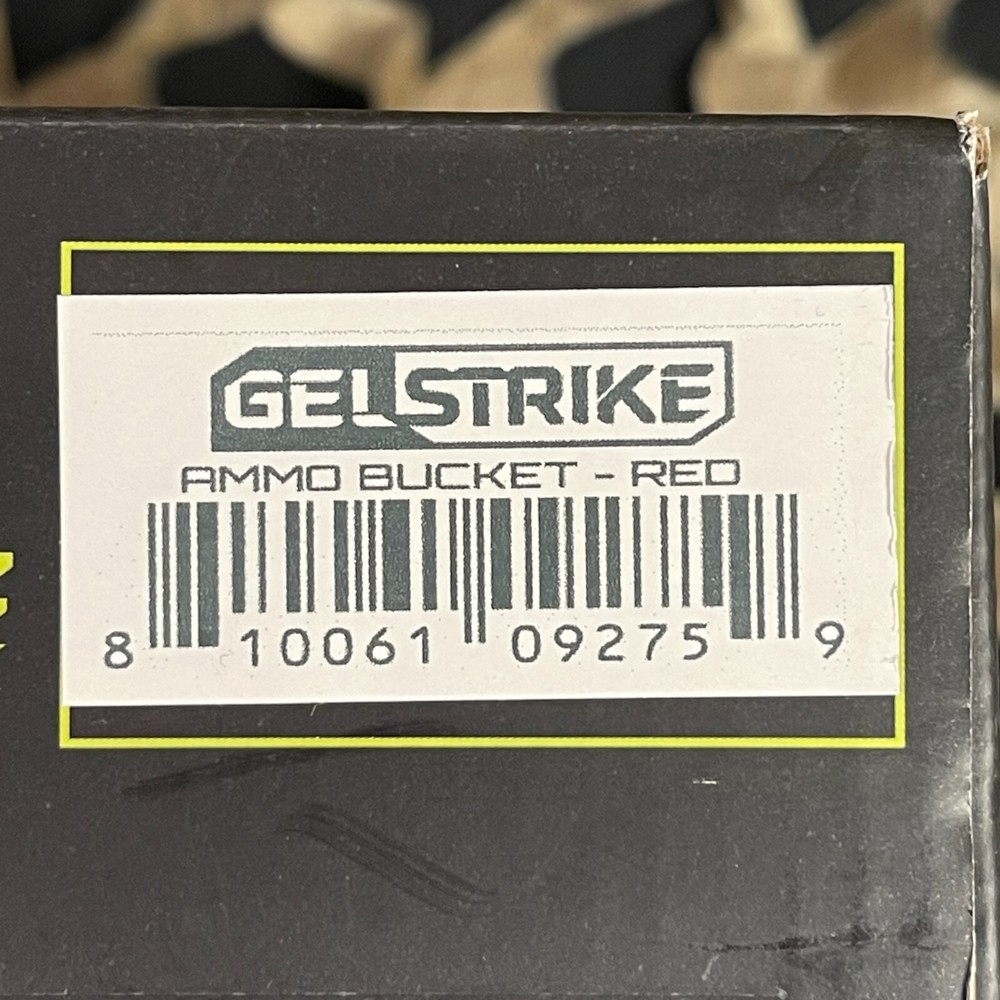 GELSTRIKE
AMMO BUCKET - RED
8 10061 09275 9